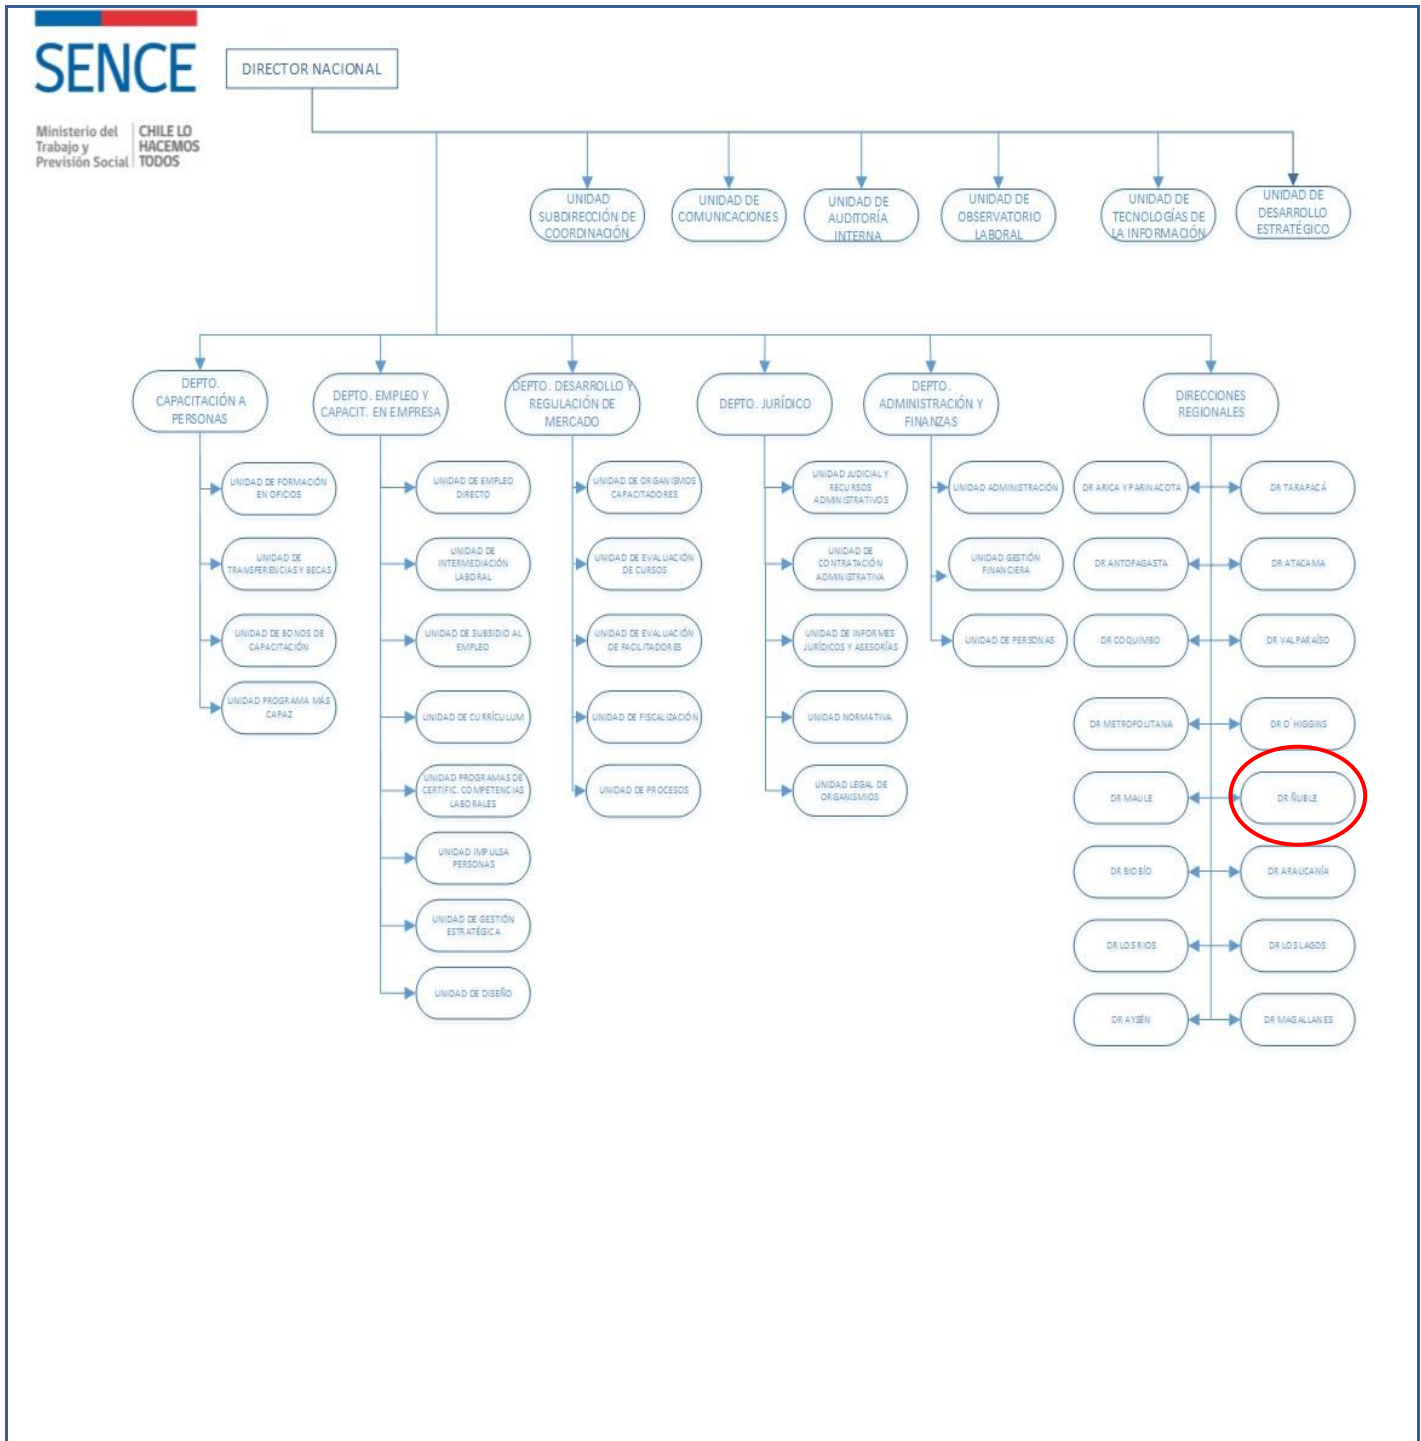 SENCE
Ministerio del
Trabajo y
Previsión Social
CHILE LO
HACEMOS
TODOS
DIRECTOR NACIONAL
UNIDAD
SUBDIRECCIÓN DE
COORDINACIÓN
UNIDAD DE
COMUNICACIONES
UNIDAD DE
AUDITORÍA
INTERNA
UNIDAD DE
OBSERVATORIO
LABORAL
UNIDAD DE
TECNOLOGÍAS DE
LA INFORMACIÓN
UNIDAD DE
DESARROLLO
ESTRATÉGICO
DEPTO.
CAPACITACIÓN A
PERSONAS
DEPTO. EMPLEO Y
CAPACIT. EN EMPRESA
DEPTO. DESARROLLO Y
REGULACIÓN DE
MERCADO
DEPTO. JURÍDICO
DEPTO.
ADMINISTRACIÓN Y
FINANZAS
DIRECCIONES
REGIONALES
UNIDAD DE FORMACIÓN
EN OFICIOS
UNIDAD DE
TRANSFERENCIAS Y BECAS
UNIDAD DE BONOS DE
CAPACITACIÓN
UNIDAD PROGRAMA MÁS
CAPAZ
UNIDAD DE EMPLEO
DIRECTO
UNIDAD DE
INTERMEDIACIÓN
LABORAL
UNIDAD DE SUBSIDIO AL
EMPLEO
UNIDAD DE CURRÍCULUM
UNIDAD PROGRAMAS DE
CERTIFIC. COMPETENCIAS
LABORALES
UNIDAD IMPULSA
PERSONAS
UNIDAD DE GESTIÓN
ESTRATÉGICA
UNIDAD DE DISEÑO
UNIDAD DE ORGANISMOS
CAPACITADORES
UNIDAD DE EVALUACIÓN
DE CURSOS
UNIDAD DE EVALUACIÓN
DE FACILITADORES
UNIDAD DE FISCALIZACIÓN
UNIDAD DE PROCESOS
UNIDAD JUDICIAL Y
RECURSOS
ADMINISTRATIVOS
UNIDAD DE
CONTRATACIÓN
ADMINISTRATIVA
UNIDAD DE INFORMES
JURÍDICOS Y ASESORÍAS
UNIDAD NORMATIVA
UNIDAD LEGAL DE
ORGANISMIOS
UNIDAD ADMINISTRACIÓN
UNIDAD GESTIÓN
FINANCIERA
UNIDAD DE PERSONAS
DR ARICA Y PARINACOTA
DR TARAPACÁ
DR ANTOFAGASTA
DR ATACAMA
DR COQUIMBO
DR VALPARAÍSO
DR METROPOLITANA
DR O´HIGGINS
DR MAULE
DR ÑUBLE
DR BIOBÍO
DR ARAUCANÍA
DR LOS RIOS
DR LOS LAGOS
DR AYSÉN
DR MAGALLANES